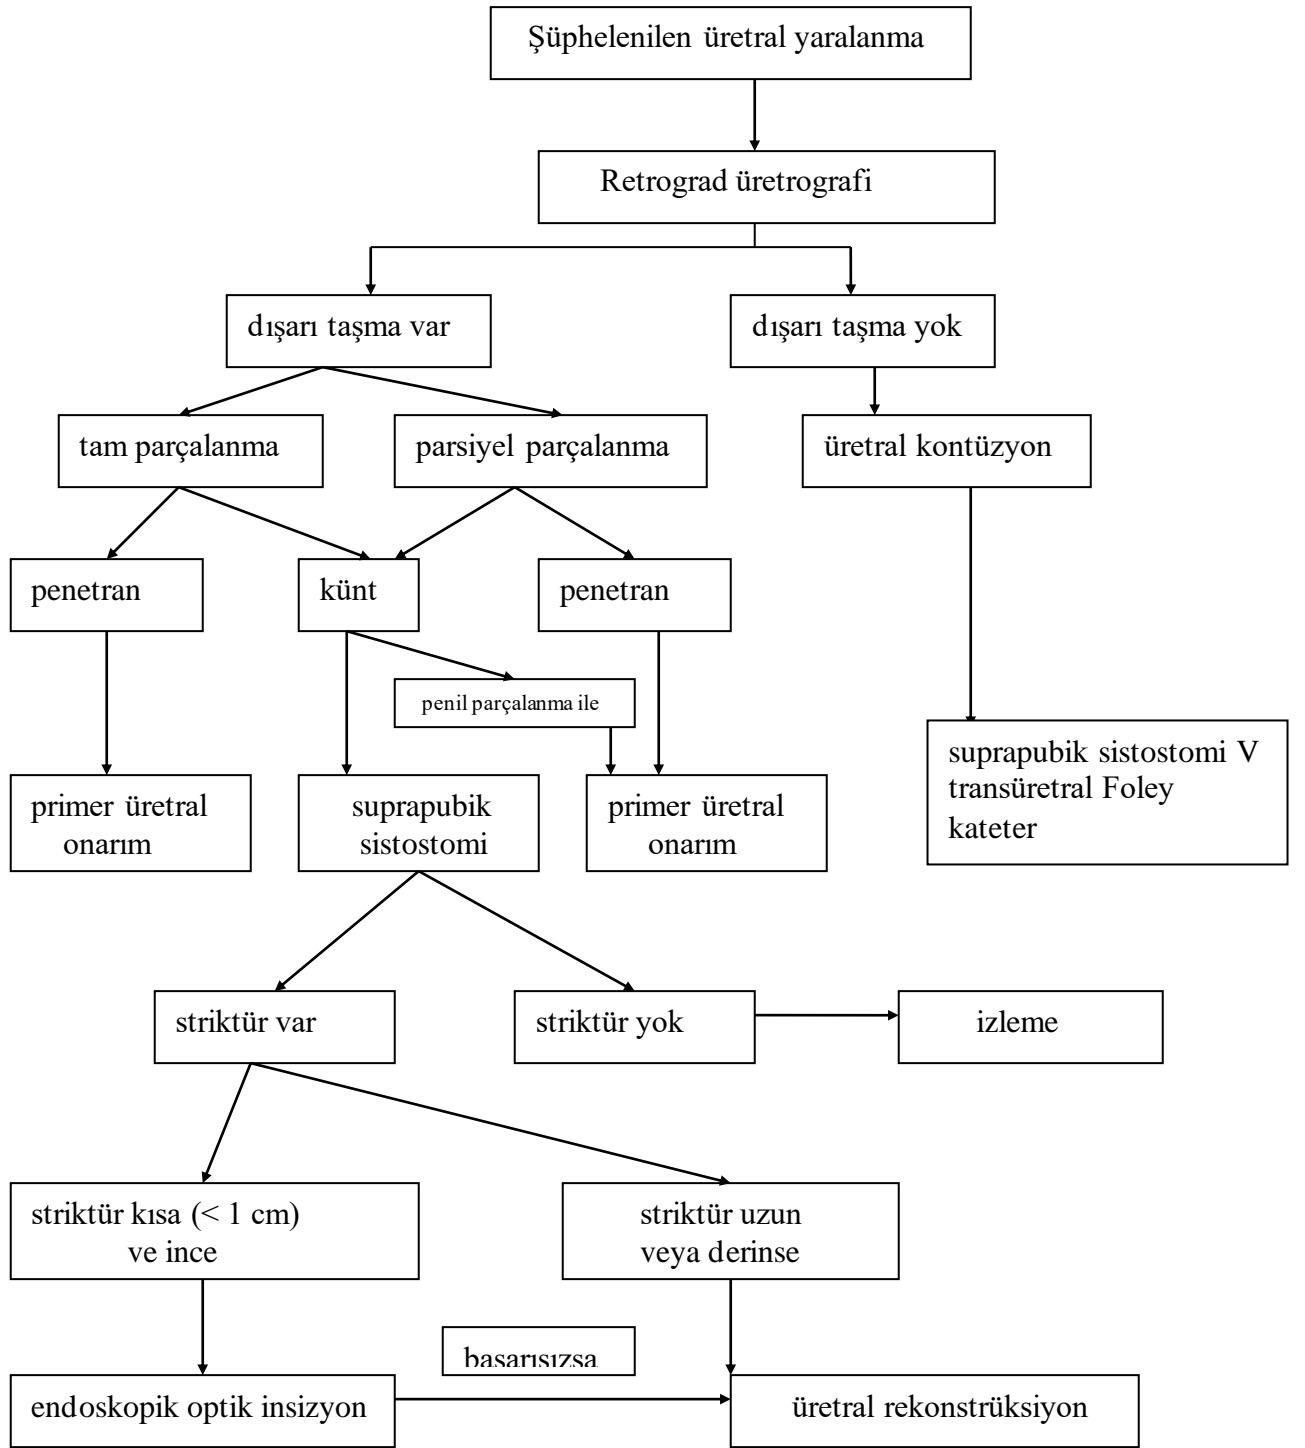 Şüphelenilen üretral yaralanma
Retrograd üretrografi
dışarı taşma var
dışarı taşma yok
tam parçalanma
parsiyel parçalanma
üretral kontüzyon
penetran
künt
penetran
penil parçalanma ile
primer üretral
onarım
suprapubik
sistostomi
primer üretral
onarım
suprapubik sistostomi V
transüretral Foley
kateter
striktür var
striktür yok
izleme
striktür kısa (< 1 cm)
ve ince
striktür uzun
veya derinse
başarısızsa
endoskopik optik insizyon
üretral rekonstrüksiyon